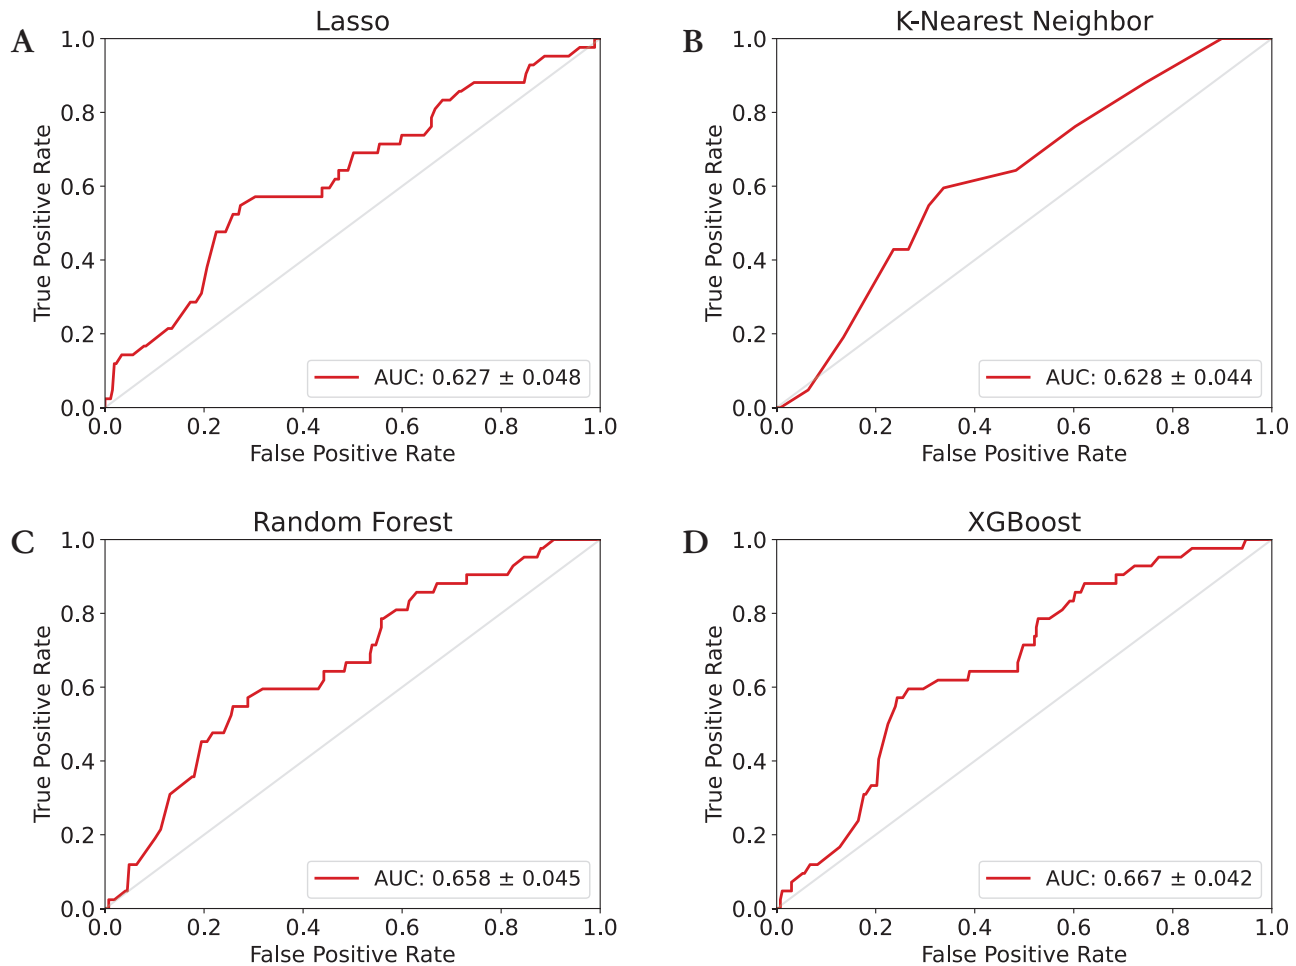 A
Lasso
1.0
0.8
0.6
0.4
0.2
0.0
True Positive Rate
AUC: 0.627 ± 0.048
0.0 0.2 0.4 0.6 0.8 1.0
False Positive Rate
B
K-Nearest Neighbor
1.0
0.8
0.6
0.4
0.2
0.0
True Positive Rate
AUC: 0.628 ± 0.044
0.0 0.2 0.4 0.6 0.8 1.0
False Positive Rate
C
Random Forest
1.0
0.8
0.6
0.4
0.2
0.0
True Positive Rate
AUC: 0.658 ± 0.045
0.0 0.2 0.4 0.6 0.8 1.0
False Positive Rate
D
XGBoost
1.0
0.8
0.6
0.4
0.2
0.0
True Positive Rate
AUC: 0.667 ± 0.042
0.0 0.2 0.4 0.6 0.8 1.0
False Positive Rate